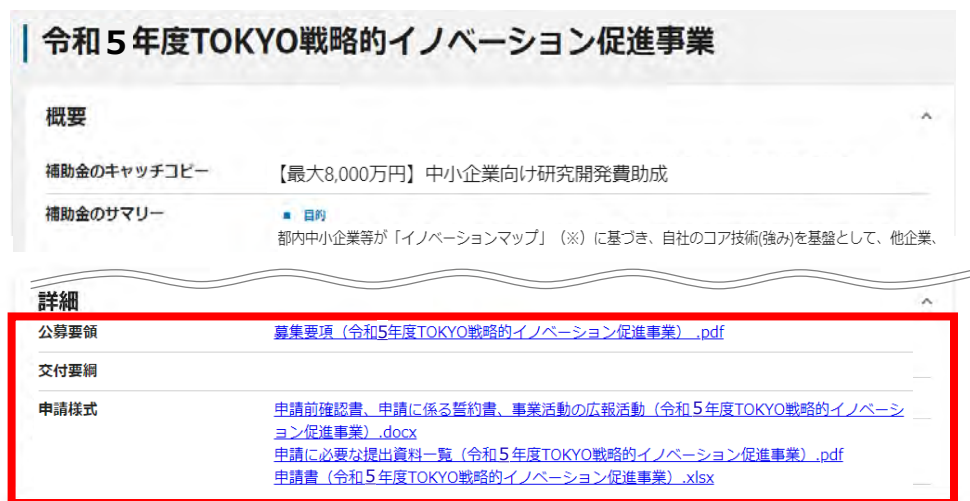 令和５年度TOKYO戦略的イノベーション促進事業
概要
補助金のキャッチコピー 【最大8,000万円】中小企業向け研究開発費助成
補助金のサマリー ■ 目的
都内中小企業等が「イノベーションマップ」（※）に基づき、自社のコア技術(強み)を基盤として、他企業、
詳細
公募要領 募集要項（令和5年度TOKYO戦略的イノベーション促進事業）.pdf
交付要綱
申請様式 申請前確認書、申請に係る誓約書、事業活動の広報活動（令和５年度TOKYO戦略的イノベーシ
ョン促進事業）.docx
申請に必要な提出資料一覧（令和５年度TOKYO戦略的イノベーション促進事業）.pdf
申請書（令和５年度TOKYO戦略的イノベーション促進事業）.xlsx